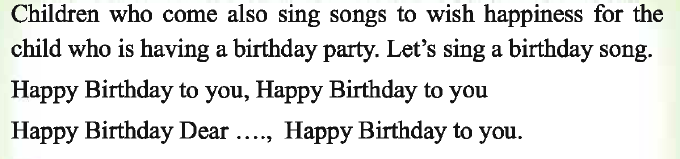 Children who come also sing songs to wish happiness for the
child who is having a birthday party. Let's sing a birthday song.
Happy Birthday to you, Happy Birthday to you
Happy Birthday Dear …., Happy Birthday to you.